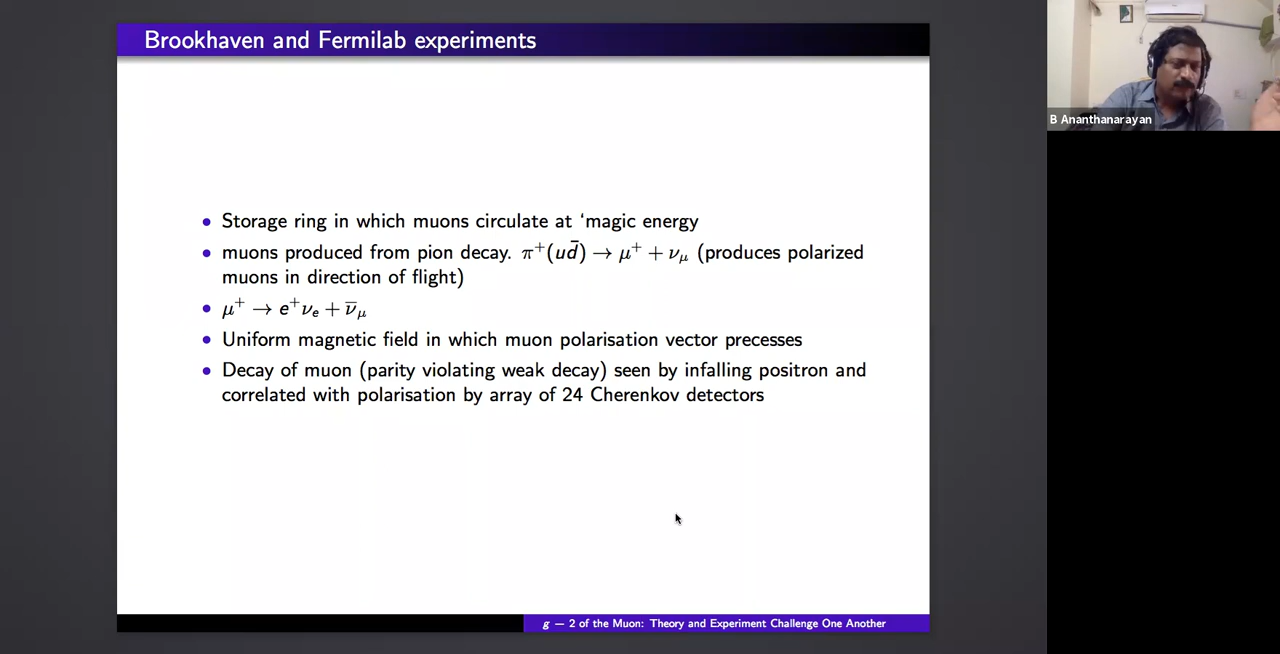 Brookhaven and Fermilab experiments
• Storage ring in which muons circulate at ‘magic energy
• muons produced from pion decay. π⁺(ud̄) → μ⁺ + ν_μ (produces polarized
muons in direction of flight)
• μ⁺ → e⁺ν_e + ν̄_μ
• Uniform magnetic field in which muon polarisation vector precesses
• Decay of muon (parity violating weak decay) seen by infalling positron and
correlated with polarisation by array of 24 Cherenkov detectors
g − 2 of the Muon: Theory and Experiment Challenge One Another
B Ananthanarayan